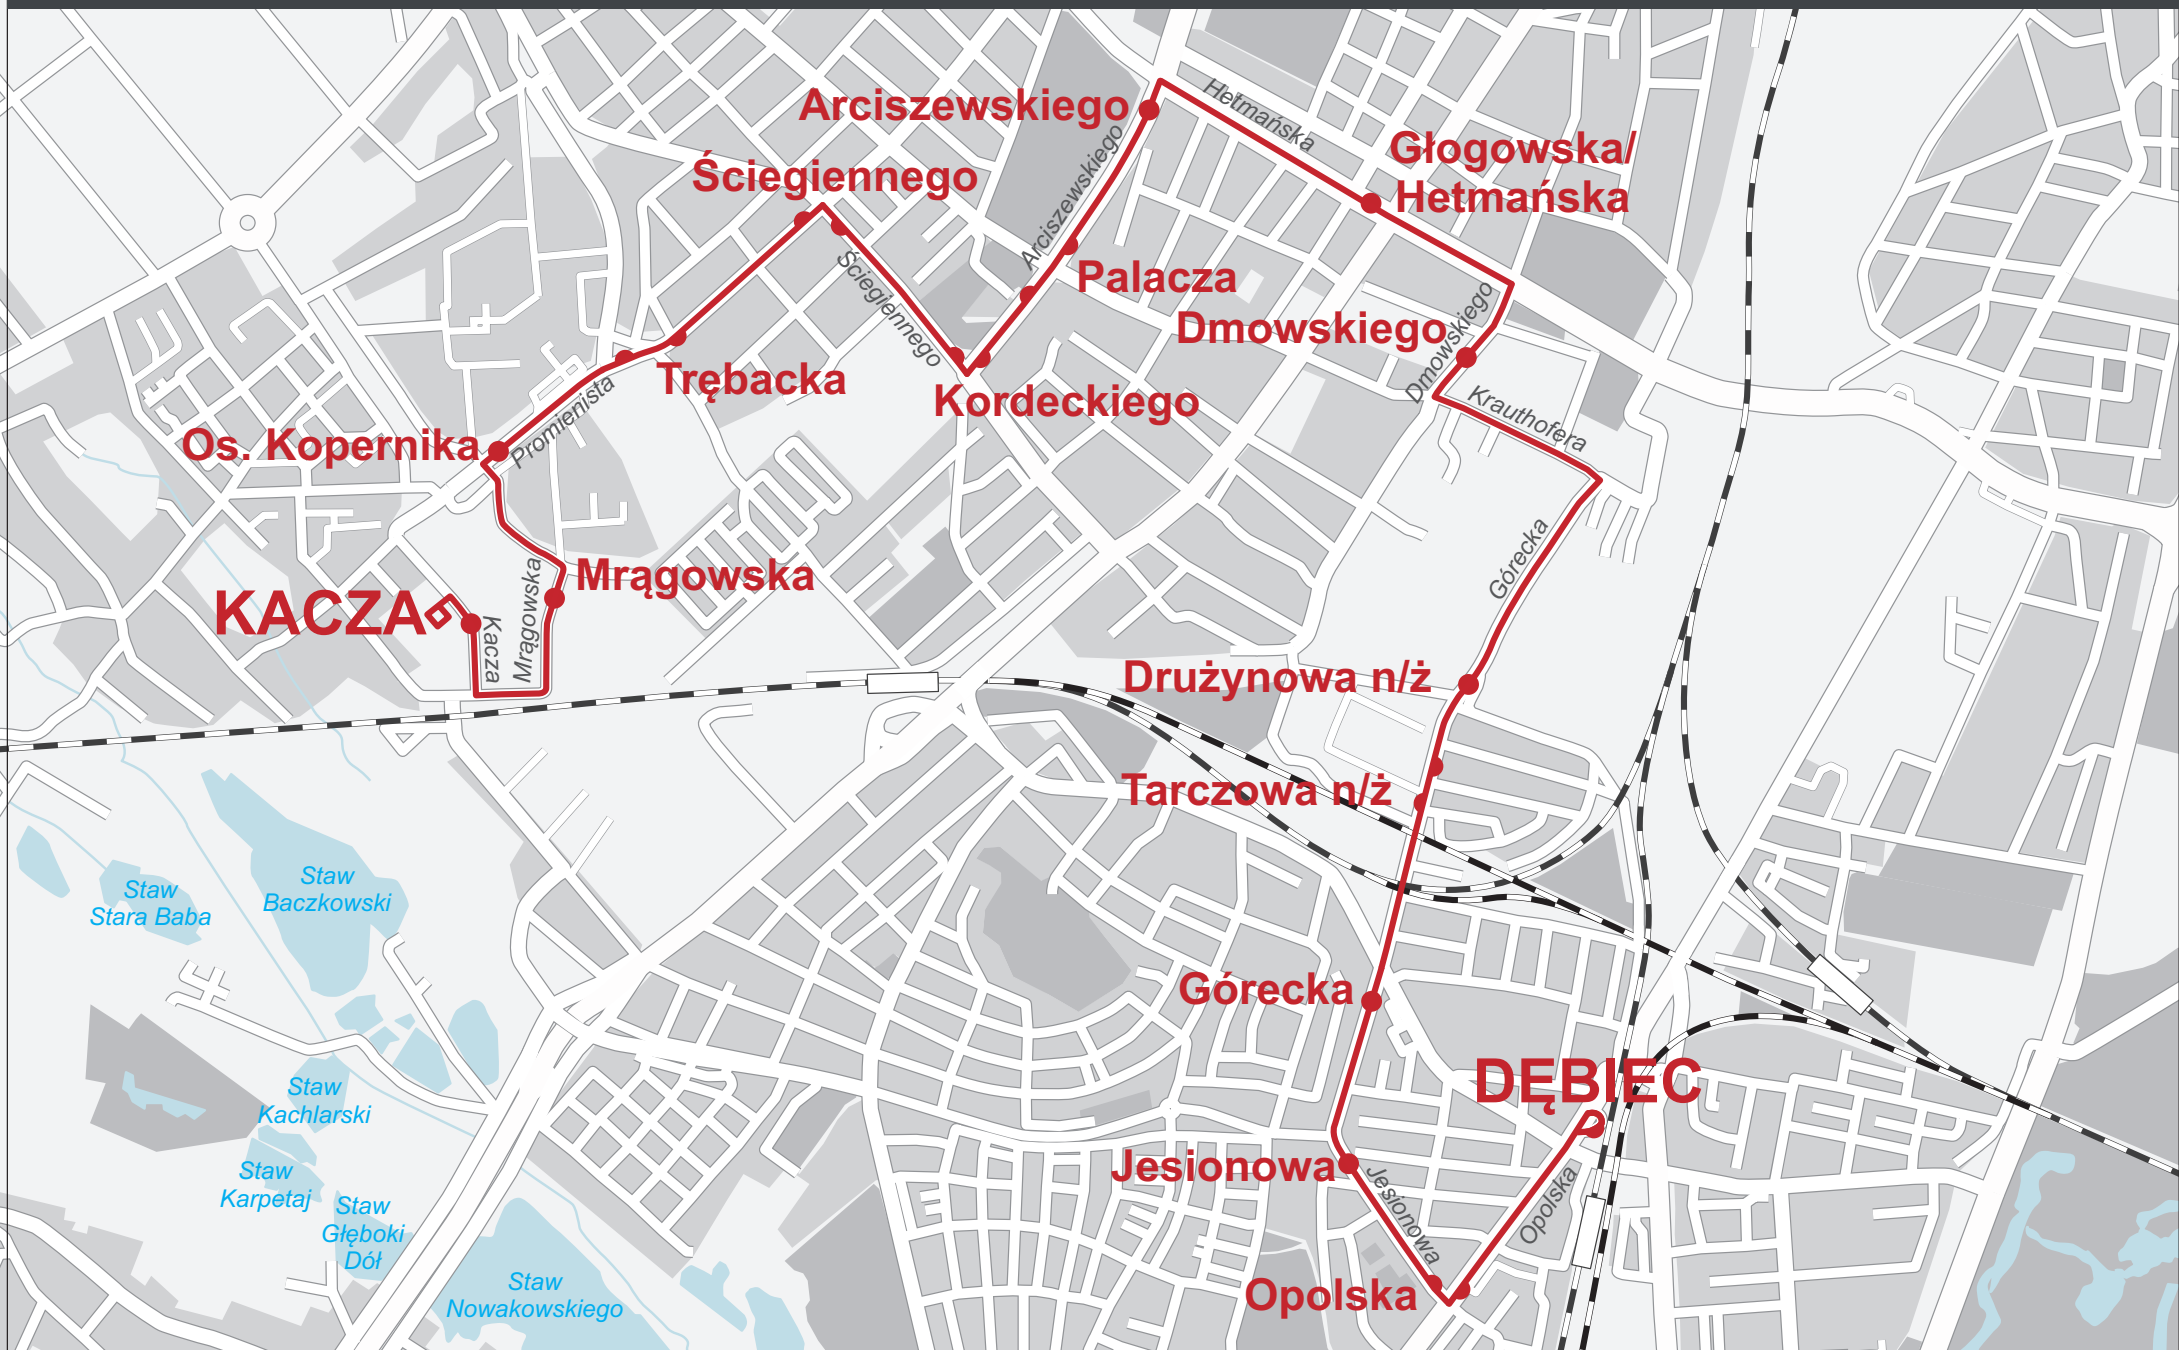 Hetmańska
Arciszewskiego
Głogowska/
Hetmańska
Ściegiennego
Arciszewskiego
Palacza
Ściegiennego
Dmowskiego
Dmowskiego
Trębacka
Kordeckiego
Krauthofera
Promienista
Os. Kopernika
Górecka
Mrągowska
KACZA
Kacza
Mrągowska
Drużynowa n/ż
Tarczowa n/ż
Staw
Stara Baba
Staw
Baczkowski
Górecka
DĘBIEC
Staw
Kachlarski
Jesionowa
Jesionowa
Opolska
Staw
Karpetaj
Staw
Głęboki
Dół
Staw
Nowakowskiego
Opolska